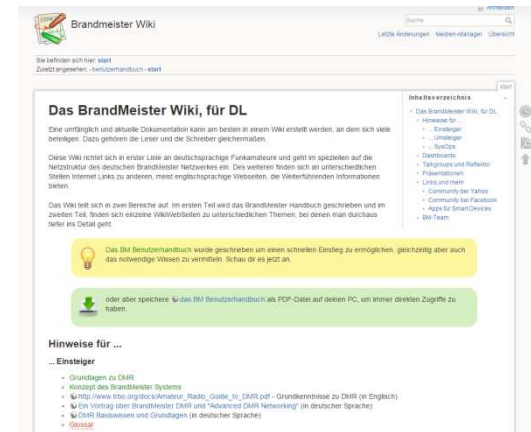 Anmelden
Brandmeister Wiki
Suche
Letzte Änderungen Medien-Manager Übersicht
Sie befinden sich hier: start
Zuletzt angesehen: • benutzerhandbuch • start
start
Das BrandMeister Wiki, für DL
Eine umfänglich und aktuelle Dokumentation kann am besten in einem Wiki erstellt werden, an dem sich viele
beteiligen. Dazu gehören die Leser und die Schreiber gleichermaßen.
Diese Wiki richtet sich in erster Linie an deutschsprachige Funkamateure und geht im speziellen auf die
Netzstruktur des deutschen BrandMeister Netzwerkes ein. Des weiteren finden sich an unterschiedlichen
Stellen Internet Links zu anderen, meist englischsprachige Webseiten, die Weiterführenden Informationen
bieten.
Das Wiki teilt sich in zwei Bereiche auf. Im ersten Teil wird das BrandMeister Handbuch geschrieben und im
zweiten Teil, finden sich einzelne WikiWebSeiten zu unterschiedlichen Themen, bei denen man durchaus
tiefer ins Detail geht.
Inhaltsverzeichnis
Das BrandMeister Wiki, für DL
Hinweise für ...
... Einsteiger
... Umsteiger
... SysOps
Dashboards
Talkgroups und Reflektor
Präsentationen
Links und mehr
Community bei Yahoo
Community bei Facebook
Apps für Smart Devices
BM-Team
Das BM Benutzerhandbuch wurde geschrieben um einen schnellen Einstieg zu ermöglichen, gleichzeitig aber auch
das notwendige Wissen zu vermitteln. Schau dir es jetzt an.
oder aber speichere das BM Benutzerhandbuch als PDF-Datei auf deinen PC, um immer direkten Zugriffe zu
haben.
Hinweise für ...
... Einsteiger
Grundlagen zu DMR
Konzept des BrandMeister Systems
http://www.trbo.org/docs/Amateur_Radio_Guide_to_DMR.pdf - Grundkenntnisse zu DMR (in Englisch)
Ein Vortrag über BrandMeister DMR und "Advanced DMR Networking" (in deutscher Sprache)
DMR Basiswissen und Grundlagen (in deutscher Sprache)
Glossar